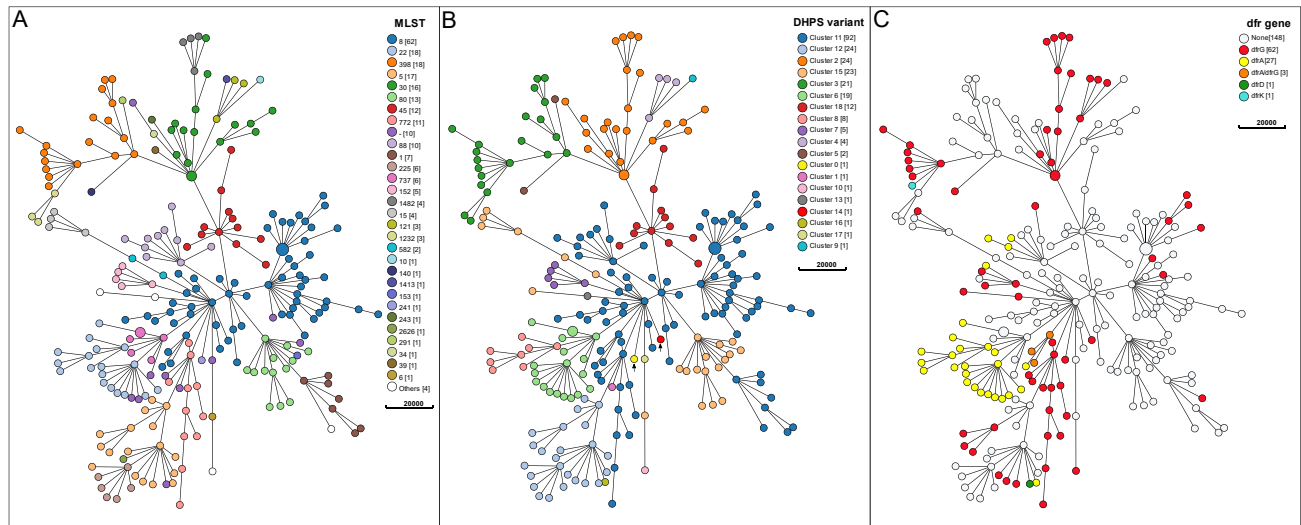 A
MLST
8 [62]
22 [18]
398 [18]
5 [17]
30 [16]
80 [13]
45 [12]
772 [11]
- [10]
88 [10]
1 [7]
225 [6]
737 [6]
152 [5]
1482 [4]
15 [4]
121 [3]
1232 [3]
582 [2]
10 [1]
140 [1]
1413 [1]
153 [1]
241 [1]
243 [1]
2626 [1]
291 [1]
34 [1]
39 [1]
6 [1]
Others [4]
20000
B
DHPS variant
Cluster 11 [92]
Cluster 12 [24]
Cluster 2 [24]
Cluster 15 [23]
Cluster 3 [21]
Cluster 6 [19]
Cluster 18 [12]
Cluster 8 [8]
Cluster 7 [5]
Cluster 4 [4]
Cluster 5 [2]
Cluster 0 [1]
Cluster 1 [1]
Cluster 10 [1]
Cluster 13 [1]
Cluster 14 [1]
Cluster 16 [1]
Cluster 17 [1]
Cluster 9 [1]
20000
C
dfr gene
None[148]
dfrG [62]
dfrA[27]
dfrA/dfrG [3]
dfrD [1]
dfrK [1]
20000